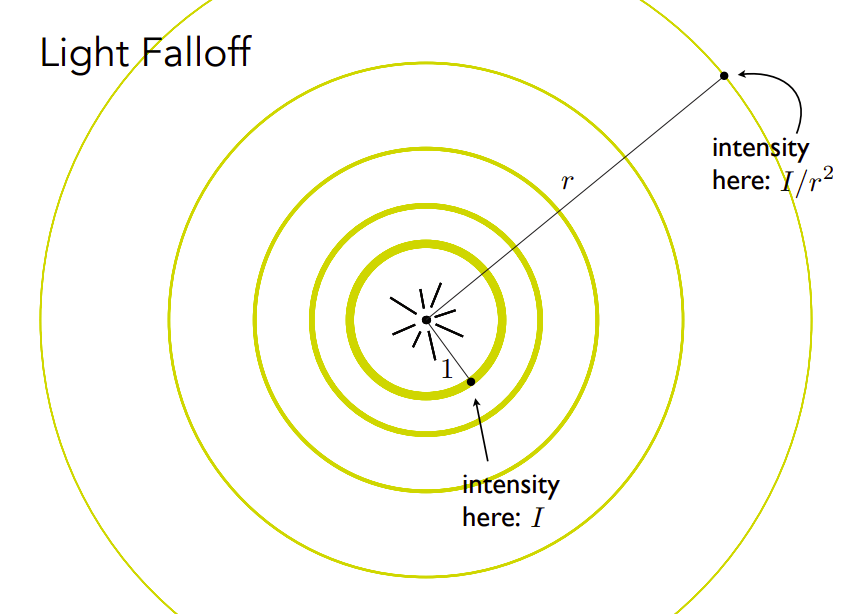 Light Falloff
intensity
here: I/r²
r
1
intensity
here: I